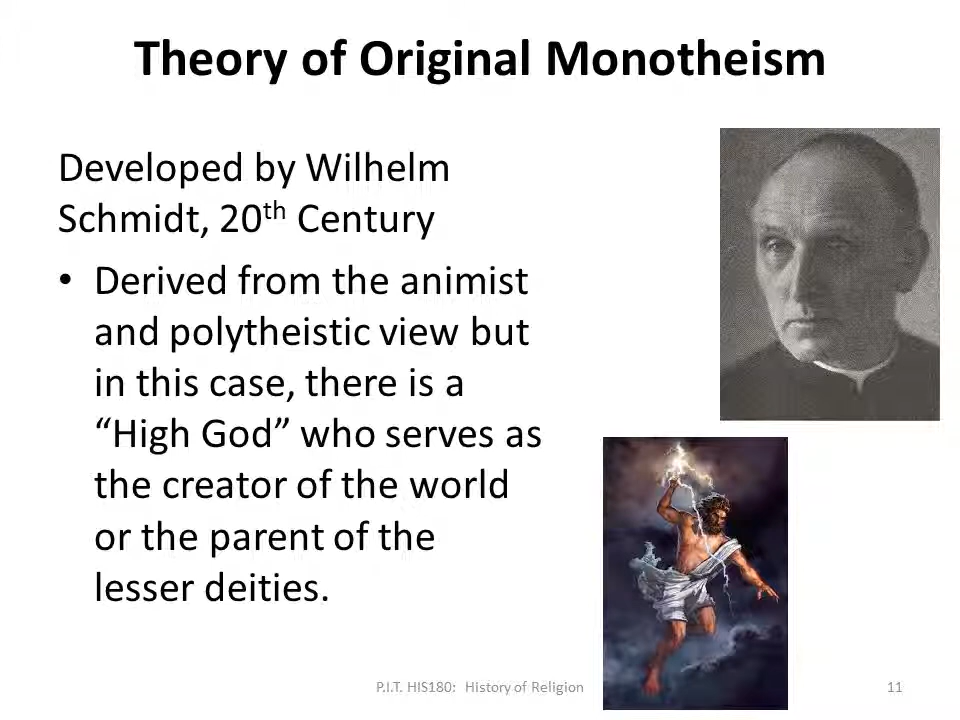 Theory of Original Monotheism
Developed by Wilhelm
Schmidt, 20th Century
• Derived from the animist
and polytheistic view but
in this case, there is a
“High God” who serves as
the creator of the world
or the parent of the
lesser deities.
P.I.T. HIS180:  History of Religion
11